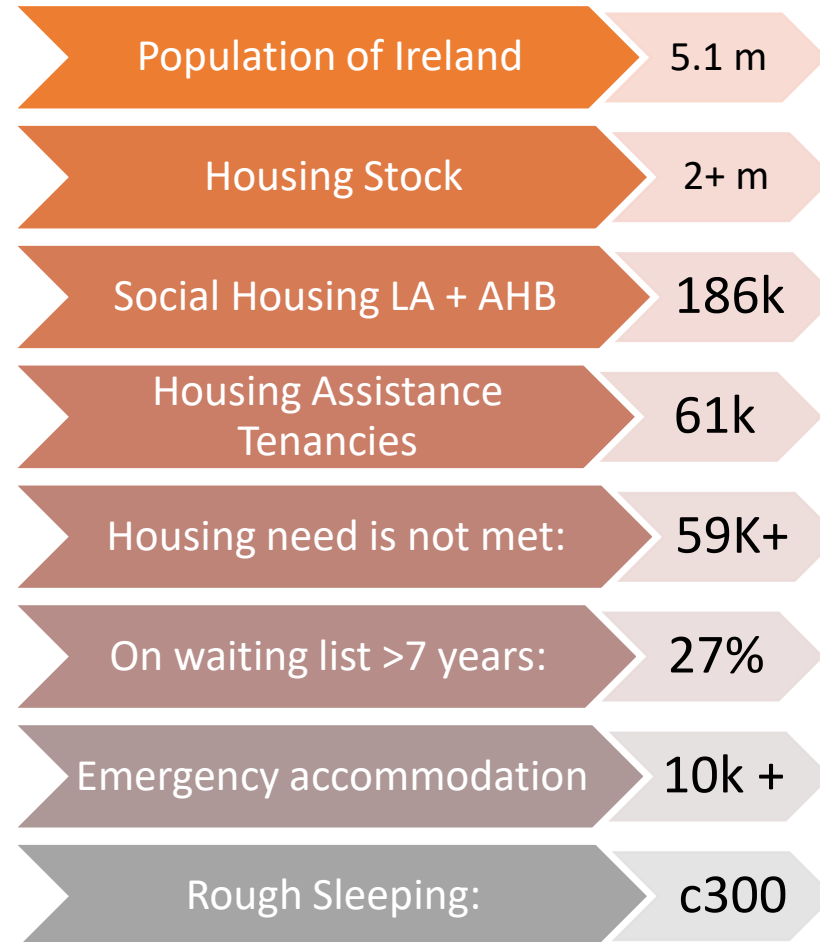 Population of Ireland
5.1 m
Housing Stock
2+ m
Social Housing LA + AHB
186k
Housing Assistance
Tenancies
61k
Housing need is not met:
59K+
On waiting list >7 years:
27%
Emergency accommodation
10k +
Rough Sleeping:
c300